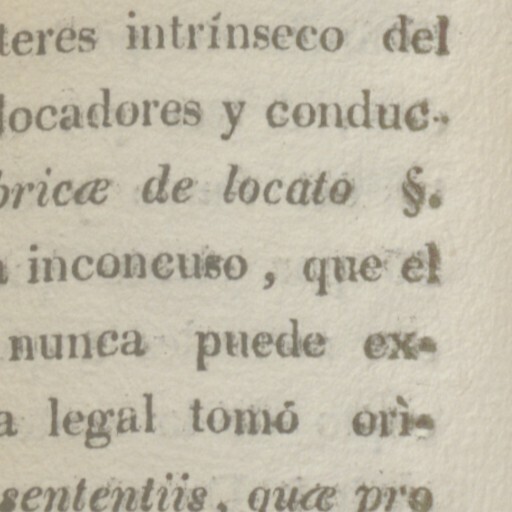 teres intrínseco del
locadores y conduc-
bricæ de locato §.
inconcuso, que el
nunca puede ex-
a legal tomó orì-
sententiis, quæ pro